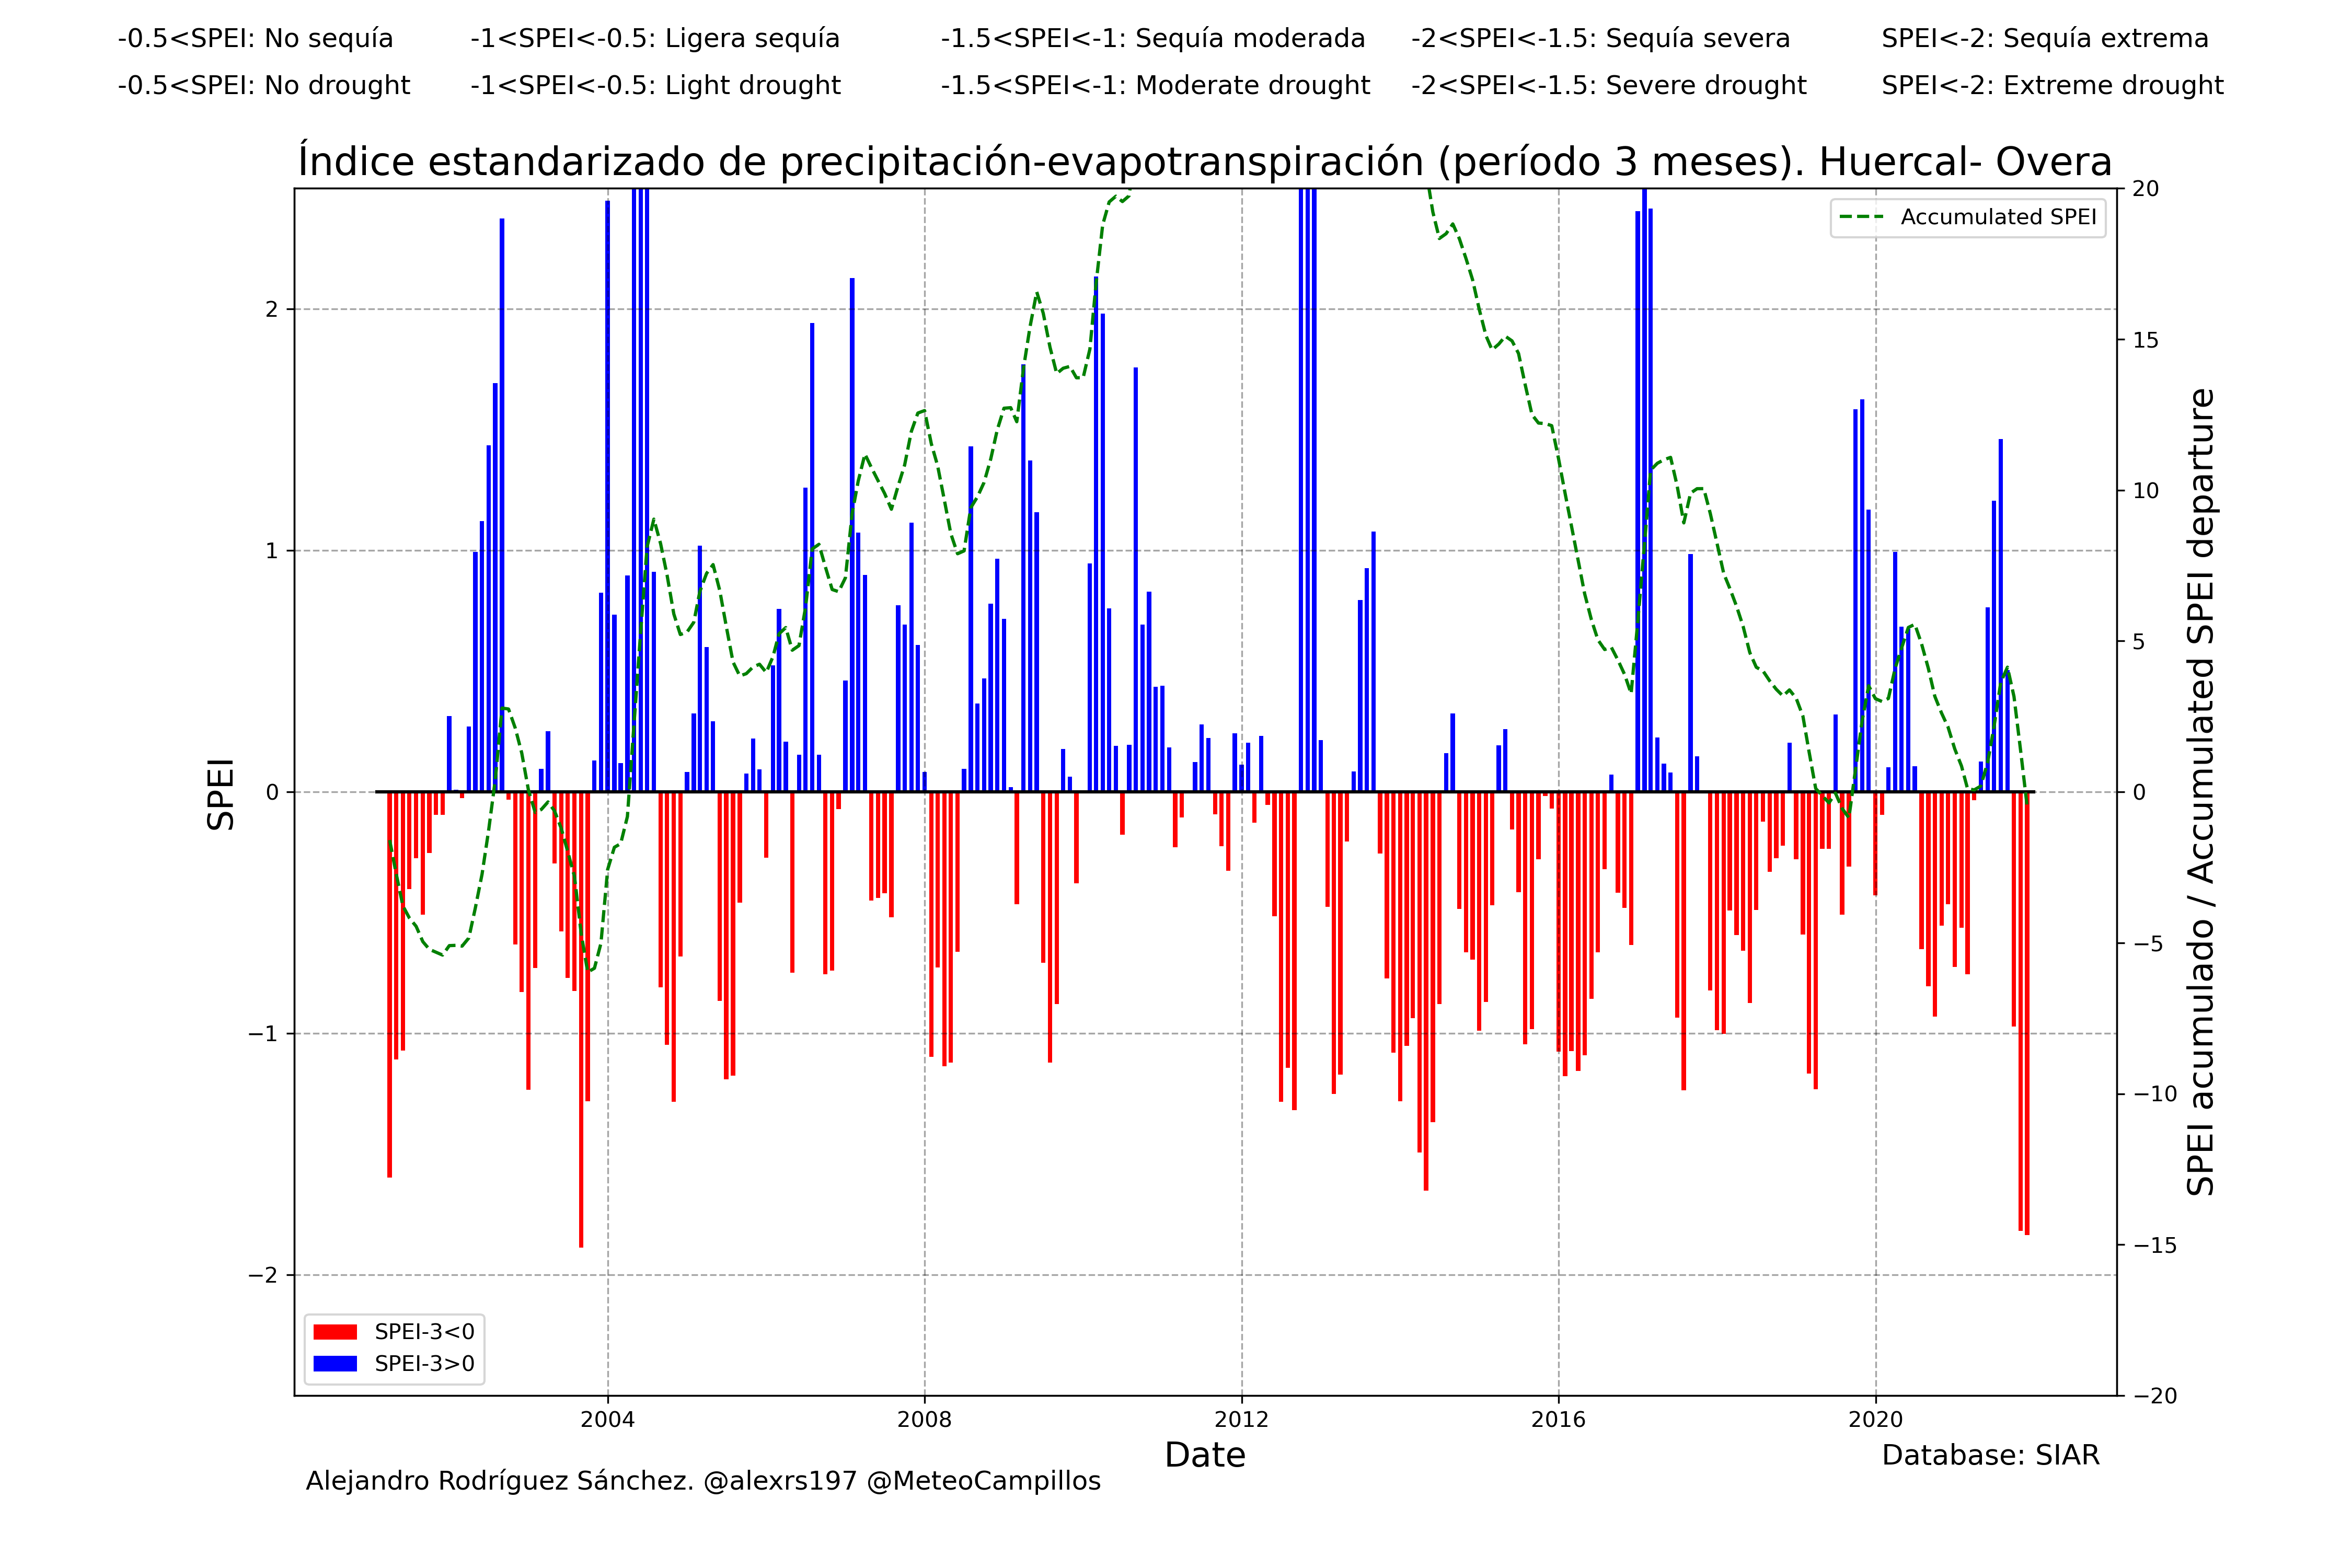 -0.5<SPEI: No sequía -1<SPEI<-0.5: Ligera sequía -1.5<SPEI<-1: Sequía moderada -2<SPEI<-1.5: Sequía severa SPEI<-2: Sequía extrema
-0.5<SPEI: No drought -1<SPEI<-0.5: Light drought -1.5<SPEI<-1: Moderate drought -2<SPEI<-1.5: Severe drought SPEI<-2: Extreme drought
Índice estandarizado de precipitación-evapotranspiración (período 3 meses). Huercal- Overa
Accumulated SPEI
SPEI
2
1
0
−1
−2
20
15
10
5
0
−5
−10
−15
−20
SPEI acumulado / Accumulated SPEI departure
SPEI-3<0
SPEI-3>0
2004 2008 2012 2016 2020
Date
Database: SIAR
Alejandro Rodríguez Sánchez. @alexrs197 @MeteoCampillos